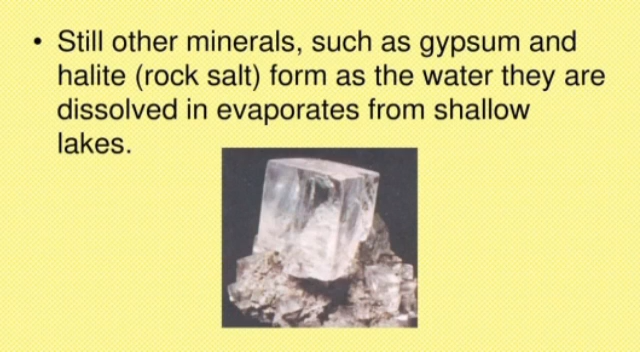 • Still other minerals, such as gypsum and
halite (rock salt) form as the water they are
dissolved in evaporates from shallow
lakes.